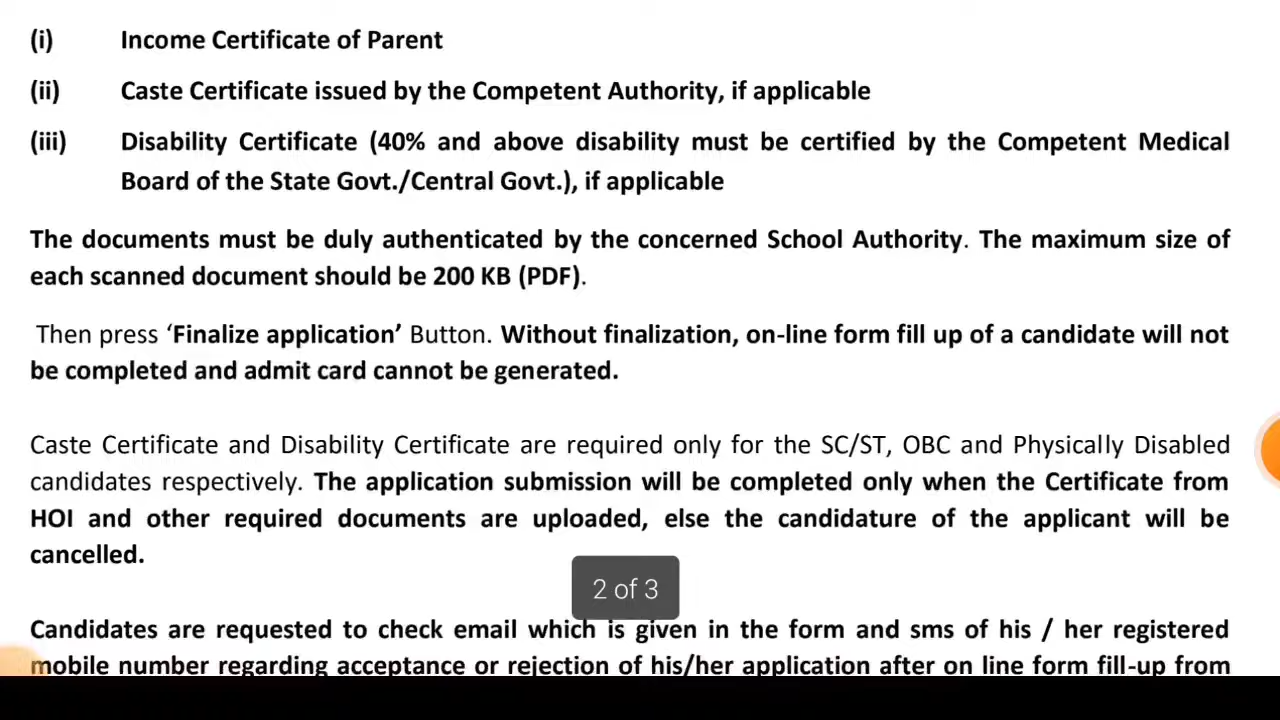 (i) Income Certificate of Parent
(ii) Caste Certificate issued by the Competent Authority, if applicable
(iii) Disability Certificate (40% and above disability must be certified by the Competent Medical
Board of the State Govt./Central Govt.), if applicable
The documents must be duly authenticated by the concerned School Authority. The maximum size of
each scanned document should be 200 KB (PDF).
Then press ‘Finalize application’ Button. Without finalization, on-line form fill up of a candidate will not
be completed and admit card cannot be generated.
Caste Certificate and Disability Certificate are required only for the SC/ST, OBC and Physically Disabled
candidates respectively. The application submission will be completed only when the Certificate from
HOI and other required documents are uploaded, else the candidature of the applicant will be
cancelled.
2 of 3
Candidates are requested to check email which is given in the form and sms of his / her registered
mobile number regarding acceptance or rejection of his/her application after on line form fill-up from